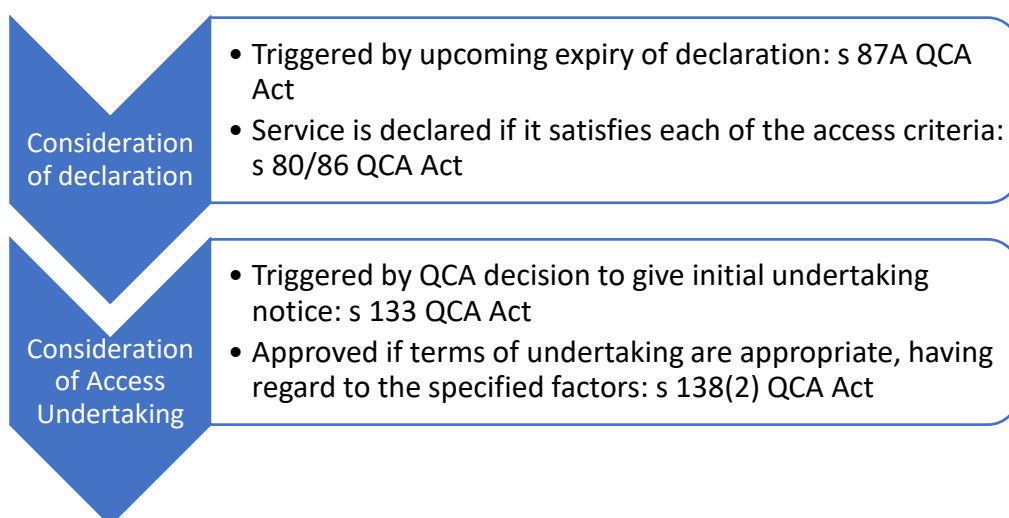 Consideration
of declaration
• Triggered by upcoming expiry of declaration: s 87A QCA
Act
• Service is declared if it satisfies each of the access criteria:
s 80/86 QCA Act
Consideration
of Access
Undertaking
• Triggered by QCA decision to give initial undertaking
notice: s 133 QCA Act
• Approved if terms of undertaking are appropriate, having
regard to the specified factors: s 138(2) QCA Act